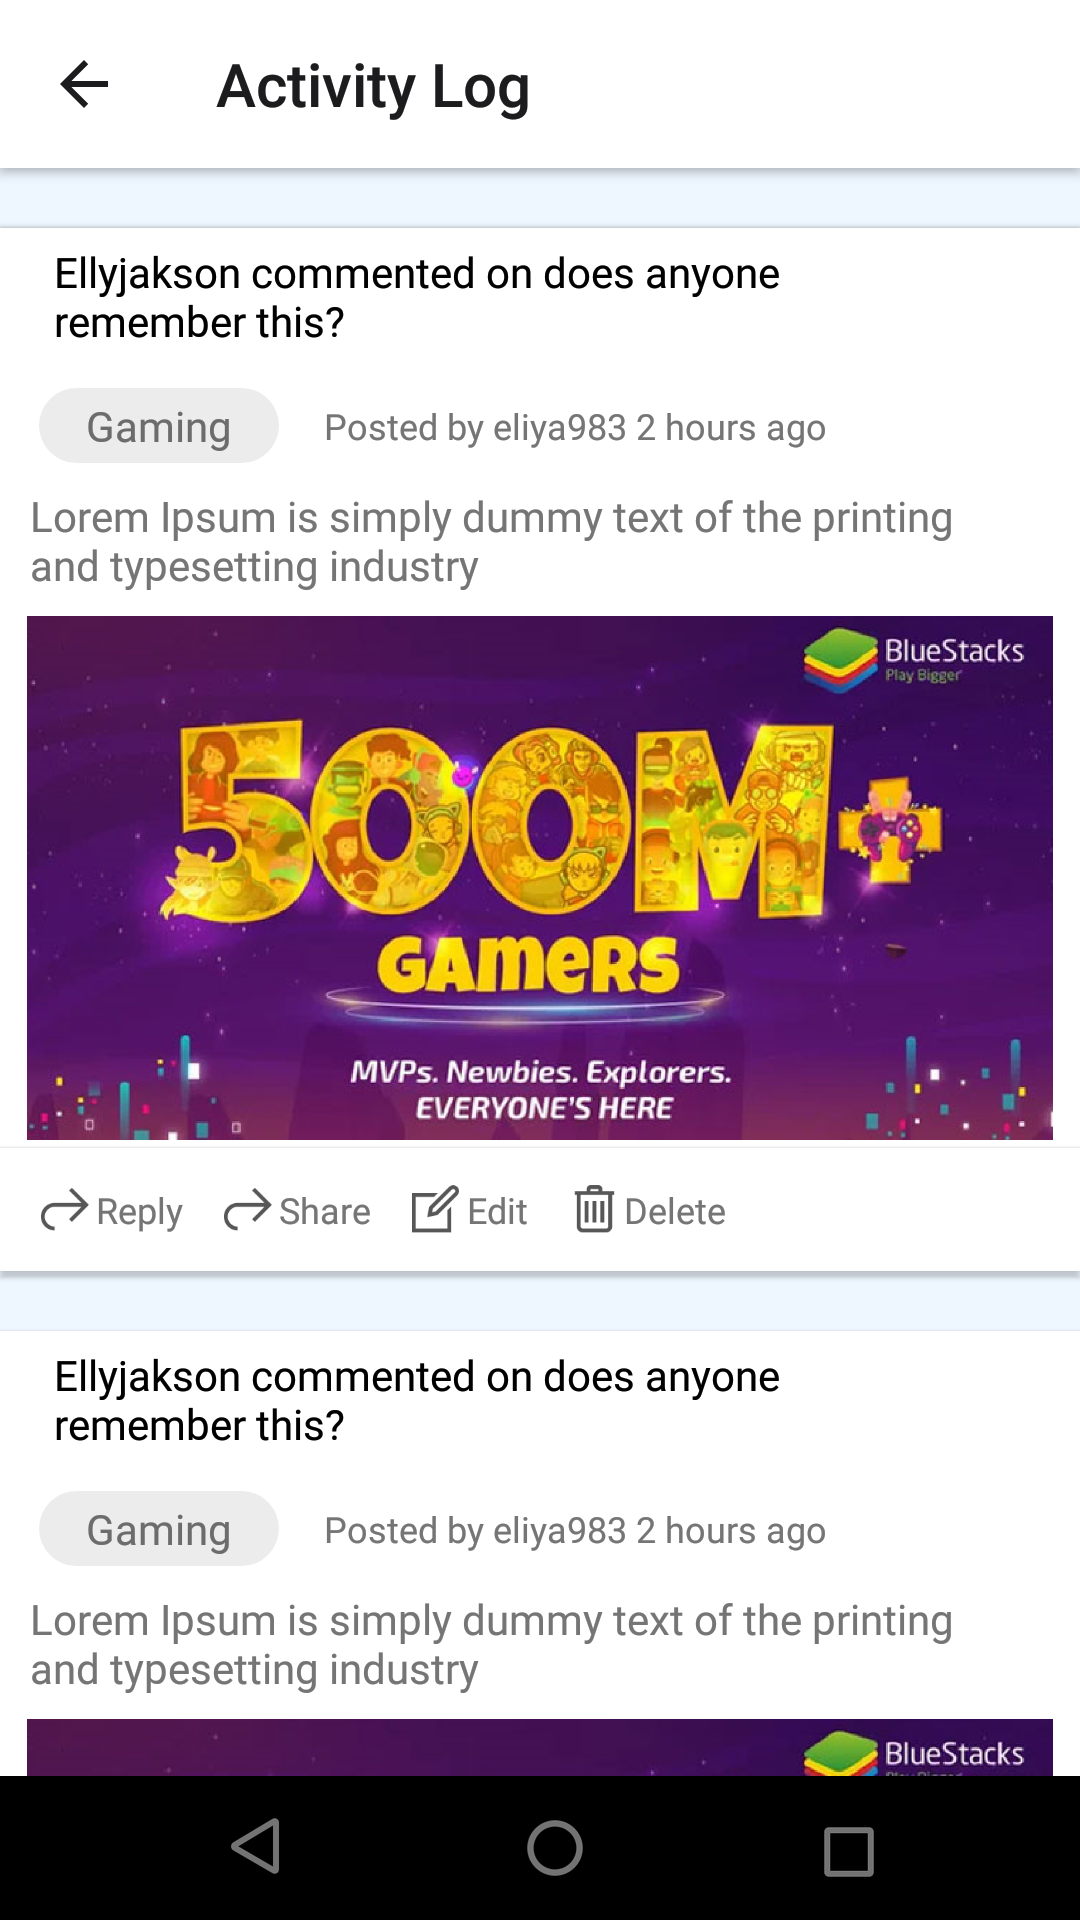 Activity Log
Ellyjakson commented on does anyone
remember this?
Gaming
Posted by eliya983 2 hours ago
Lorem Ipsum is simply dummy text of the printing
and typesetting industry
BlueStacks
Play Bigger
500M+
GAMERS
MVPs. Newbies. Explorers.
EVERYONE'S HERE
Reply
Share
Edit
Delete
Ellyjakson commented on does anyone
remember this?
Gaming
Posted by eliya983 2 hours ago
Lorem Ipsum is simply dummy text of the printing
and typesetting industry
BlueStacks